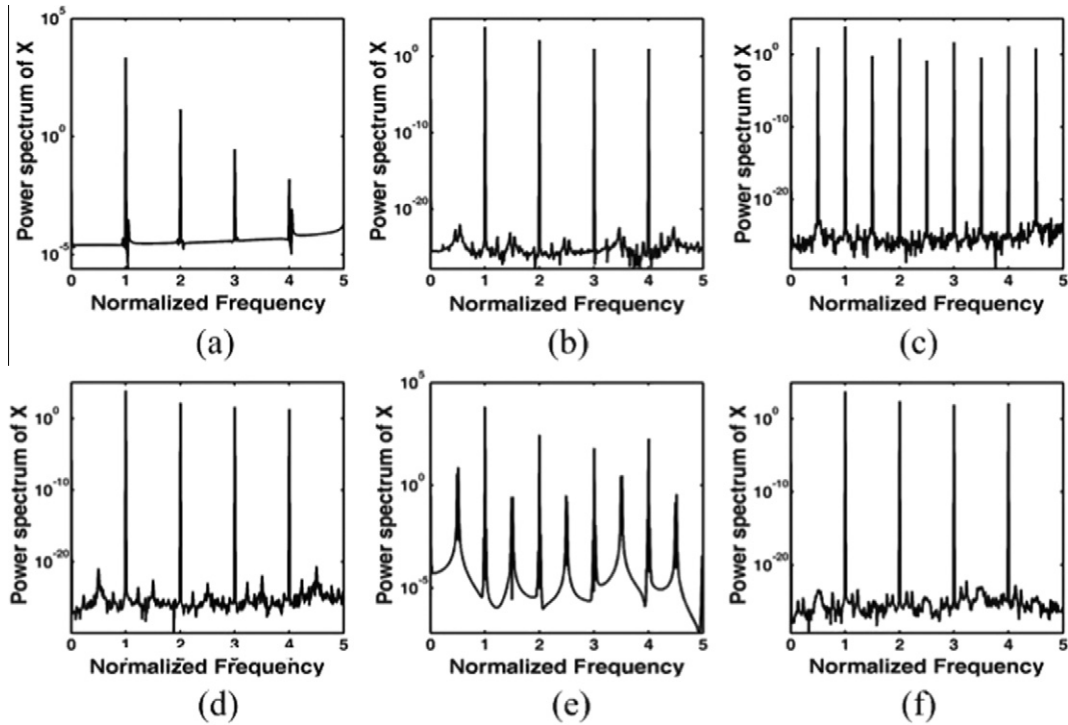 Power spectrum of X
10^5
10^0
10^-5
10^-10
0 1 2 3 4 5
Normalized Frequency
(a)
Power spectrum of X
10^0
10^-10
10^-20
0 1 2 3 4 5
Normalized Frequency
(b)
Power spectrum of X
10^0
10^-10
10^-20
0 1 2 3 4 5
Normalized Frequency
(c)
Power spectrum of X
10^0
10^-10
10^-20
0 1 2 3 4 5
Normalized Frequency
(d)
Power spectrum of X
10^5
10^0
10^-5
0 1 2 3 4 5
Normalized Frequency
(e)
Power spectrum of X
10^0
10^-10
10^-20
0 1 2 3 4 5
Normalized Frequency
(f)